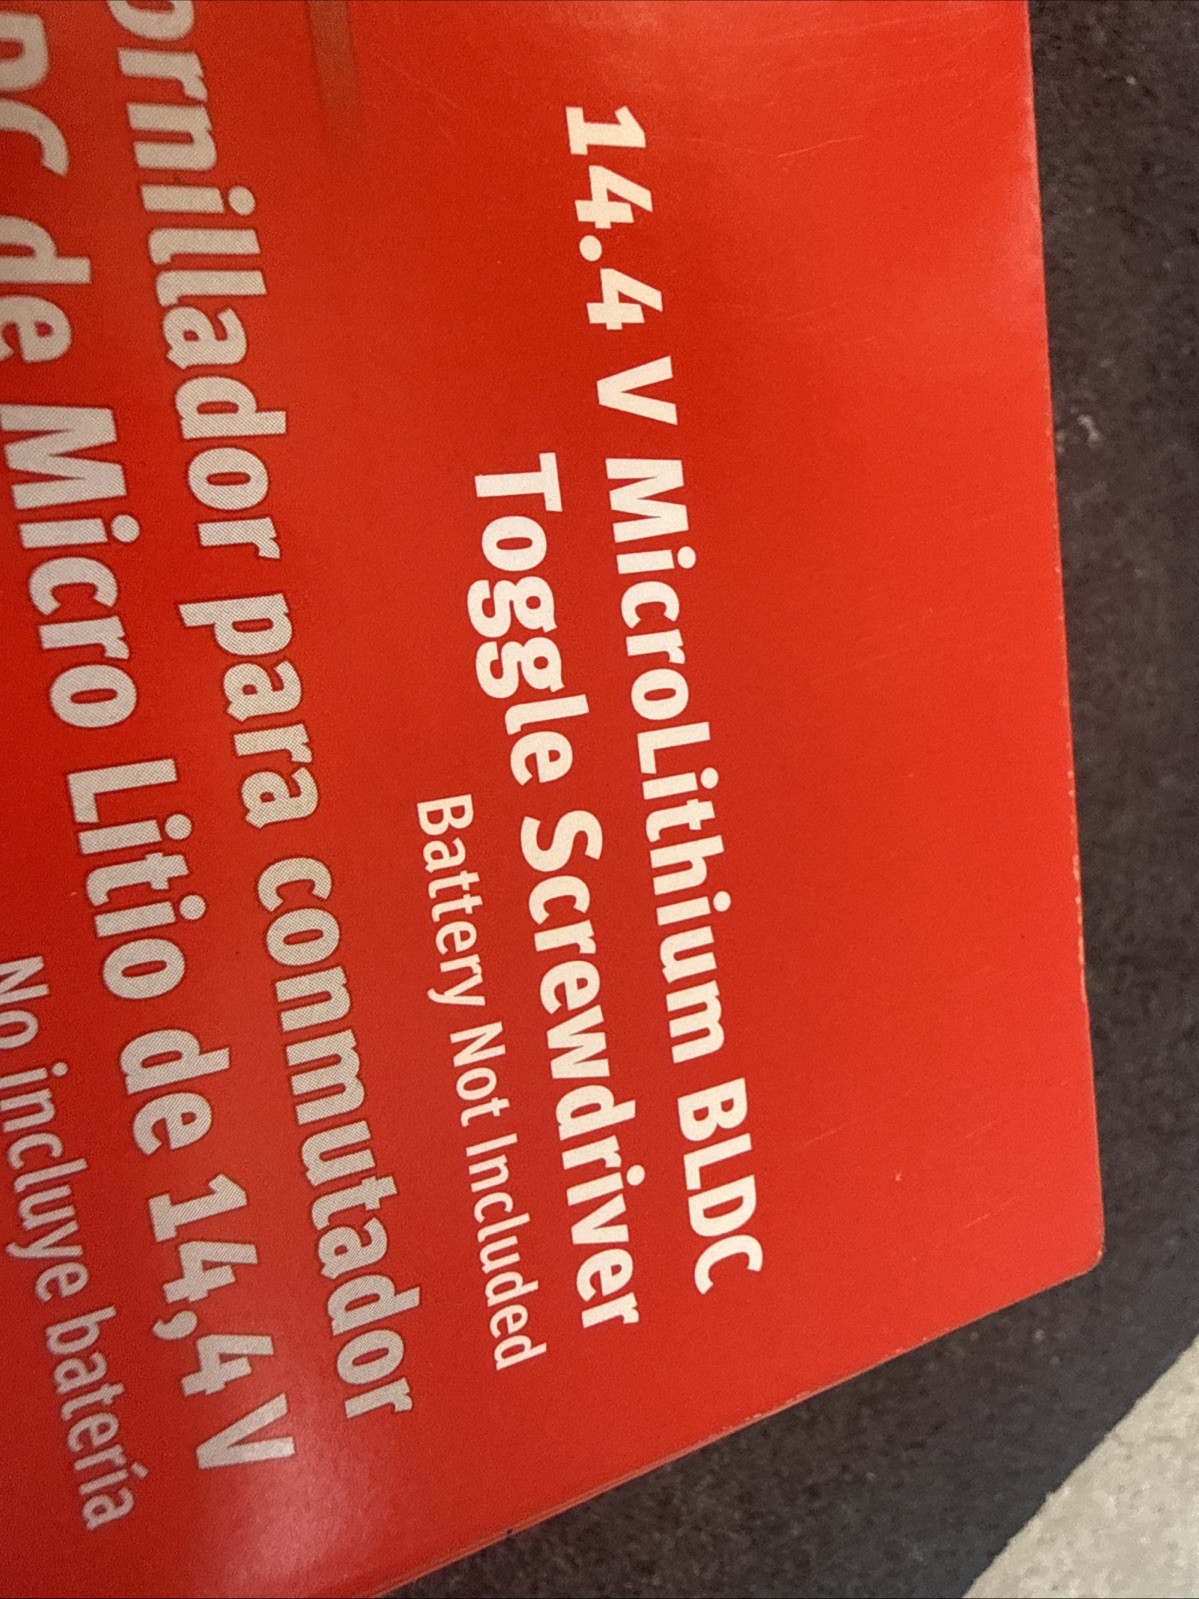 14.4 V MicroLithium BLDC
Toggle Screwdriver
Battery Not Included
para conmutador
de Micro Litio de 14,4 V
No incluye batería